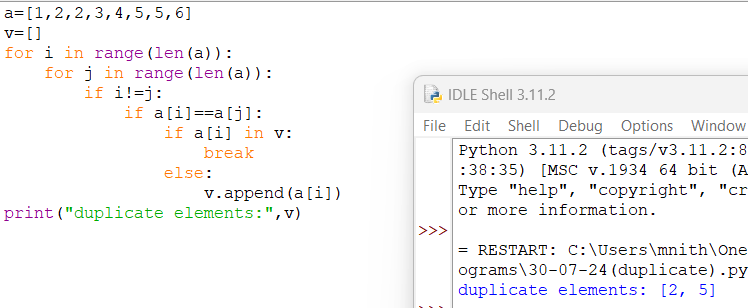 a=[1,2,2,3,4,5,5,6]
v=[]
for i in range(len(a)):
    for j in range(len(a)):
        if i!=j:
            if a[i]==a[j]:
                if a[i] in v:
                    break
                else:
                    v.append(a[i])
print("duplicate elements:",v)
IDLE Shell 3.11.2
File Edit Shell Debug Options Window
Python 3.11.2 (tags/v3.11.2:8
:38:35) [MSC v.1934 64 bit (A
Type "help", "copyright", "cr
or more information.
>>>
= RESTART: C:\Users\mnith\One
ograms\30-07-24(duplicate).py
duplicate elements: [2, 5]
>>>